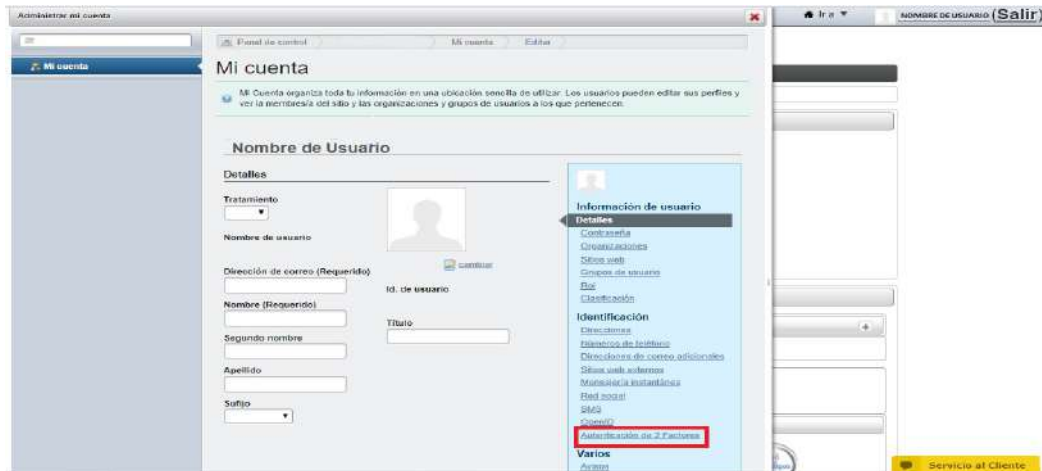 Administrar mi cuenta
Ir a
NOMBRE DE USUARIO (Salir)
Mi cuenta
Panel de control
Mi cuenta
Editar
Mi cuenta
Mi Cuenta organiza toda tu información en una ubicación sencilla de utilizar. Los usuarios pueden editar sus perfiles y
ver la membresía del sitio y las organizaciones y grupos de usuarios a los que pertenecen.
Nombre de Usuario
Detalles
Tratamiento
Nombre de usuario
Dirección de correo (Requerido)
Nombre (Requerido)
Segundo nombre
Apellido
Sufijo
cambiar
Id. de usuario
Título
Información de usuario
Detalles
Contraseña
Organizaciones
Sitios web
Grupos de usuario
Rol
Clasificación
Identificación
Direcciones
Números de teléfono
Direcciones de correo adicionales
Sitios web externos
Mensajería instantánea
Red social
SMS
OpenID
Autenticación de 2 Factores
Varios
Servicio al Cliente